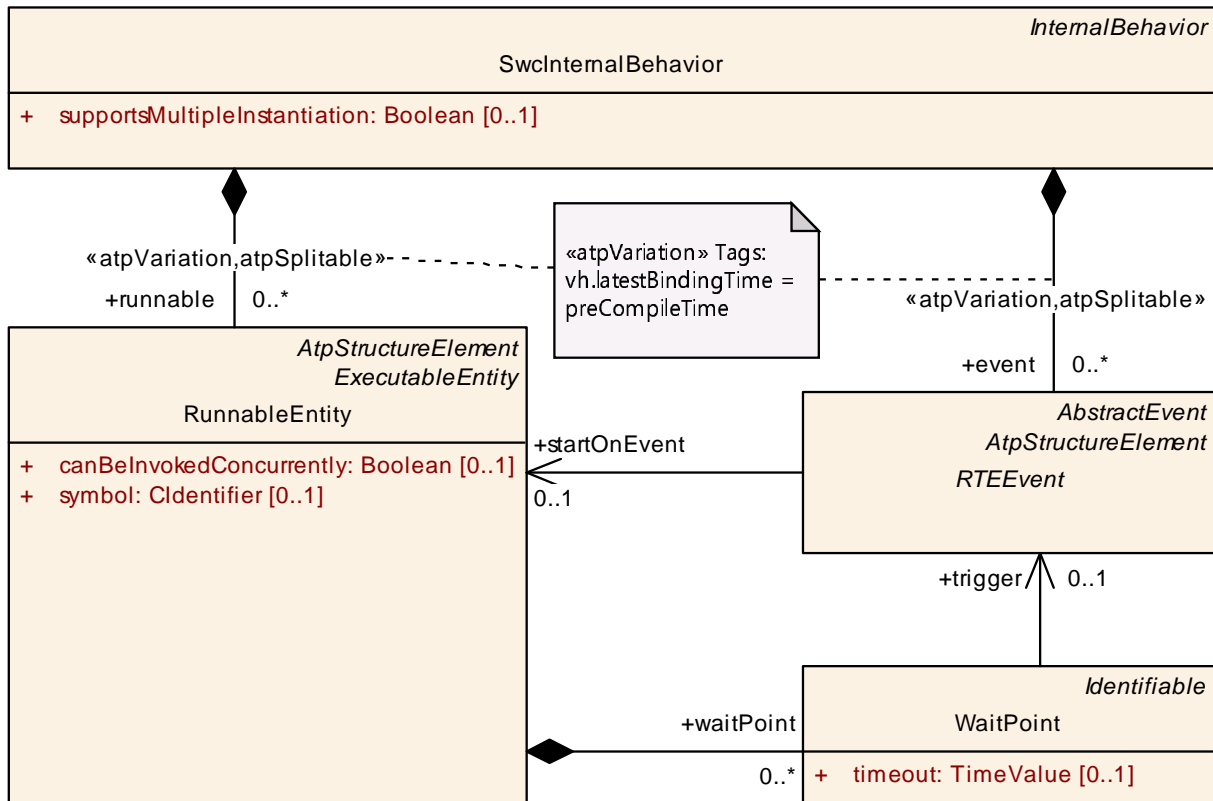 InternalBehavior
SwcInternalBehavior
+ supportsMultipleInstantiation: Boolean [0..1]
«atpVariation,atpSplitable»
+runnable 0..*
«atpVariation» Tags:
vh.latestBindingTime =
preCompileTime
«atpVariation,atpSplitable»
+event 0..*
AtpStructureElement
ExecutableEntity
RunnableEntity
+ canBeInvokedConcurrently: Boolean [0..1]
+ symbol: CIdentifier [0..1]
+startOnEvent
0..1
AbstractEvent
AtpStructureElement
RTEEvent
+trigger 0..1
+waitPoint
0..*
Identifiable
WaitPoint
+ timeout: TimeValue [0..1]